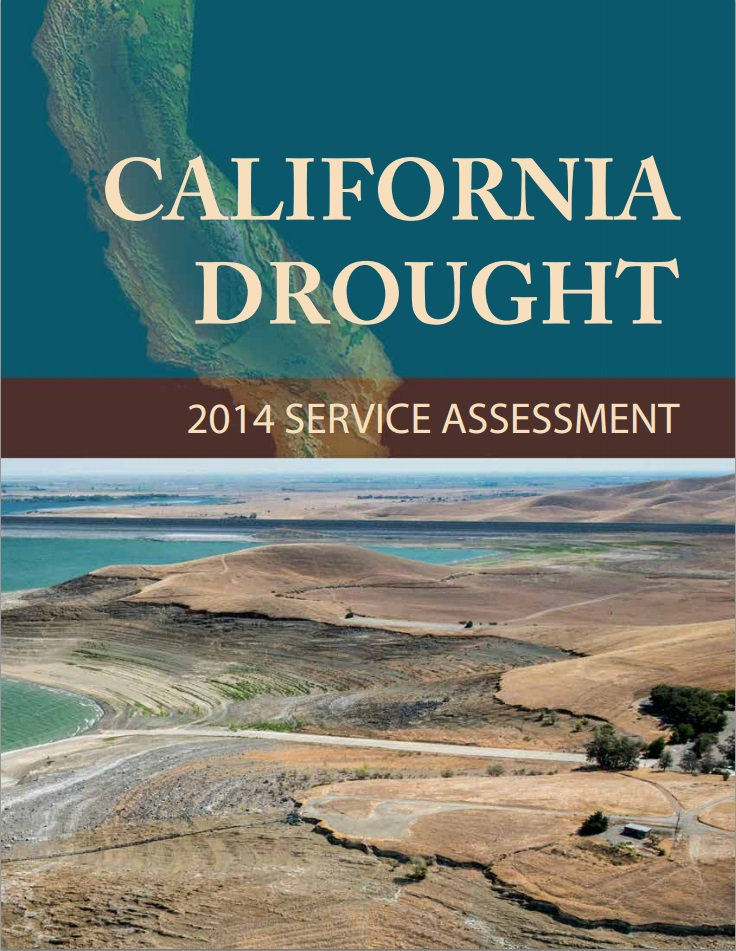 CALIFORNIA
DROUGHT
2014 SERVICE ASSESSMENT